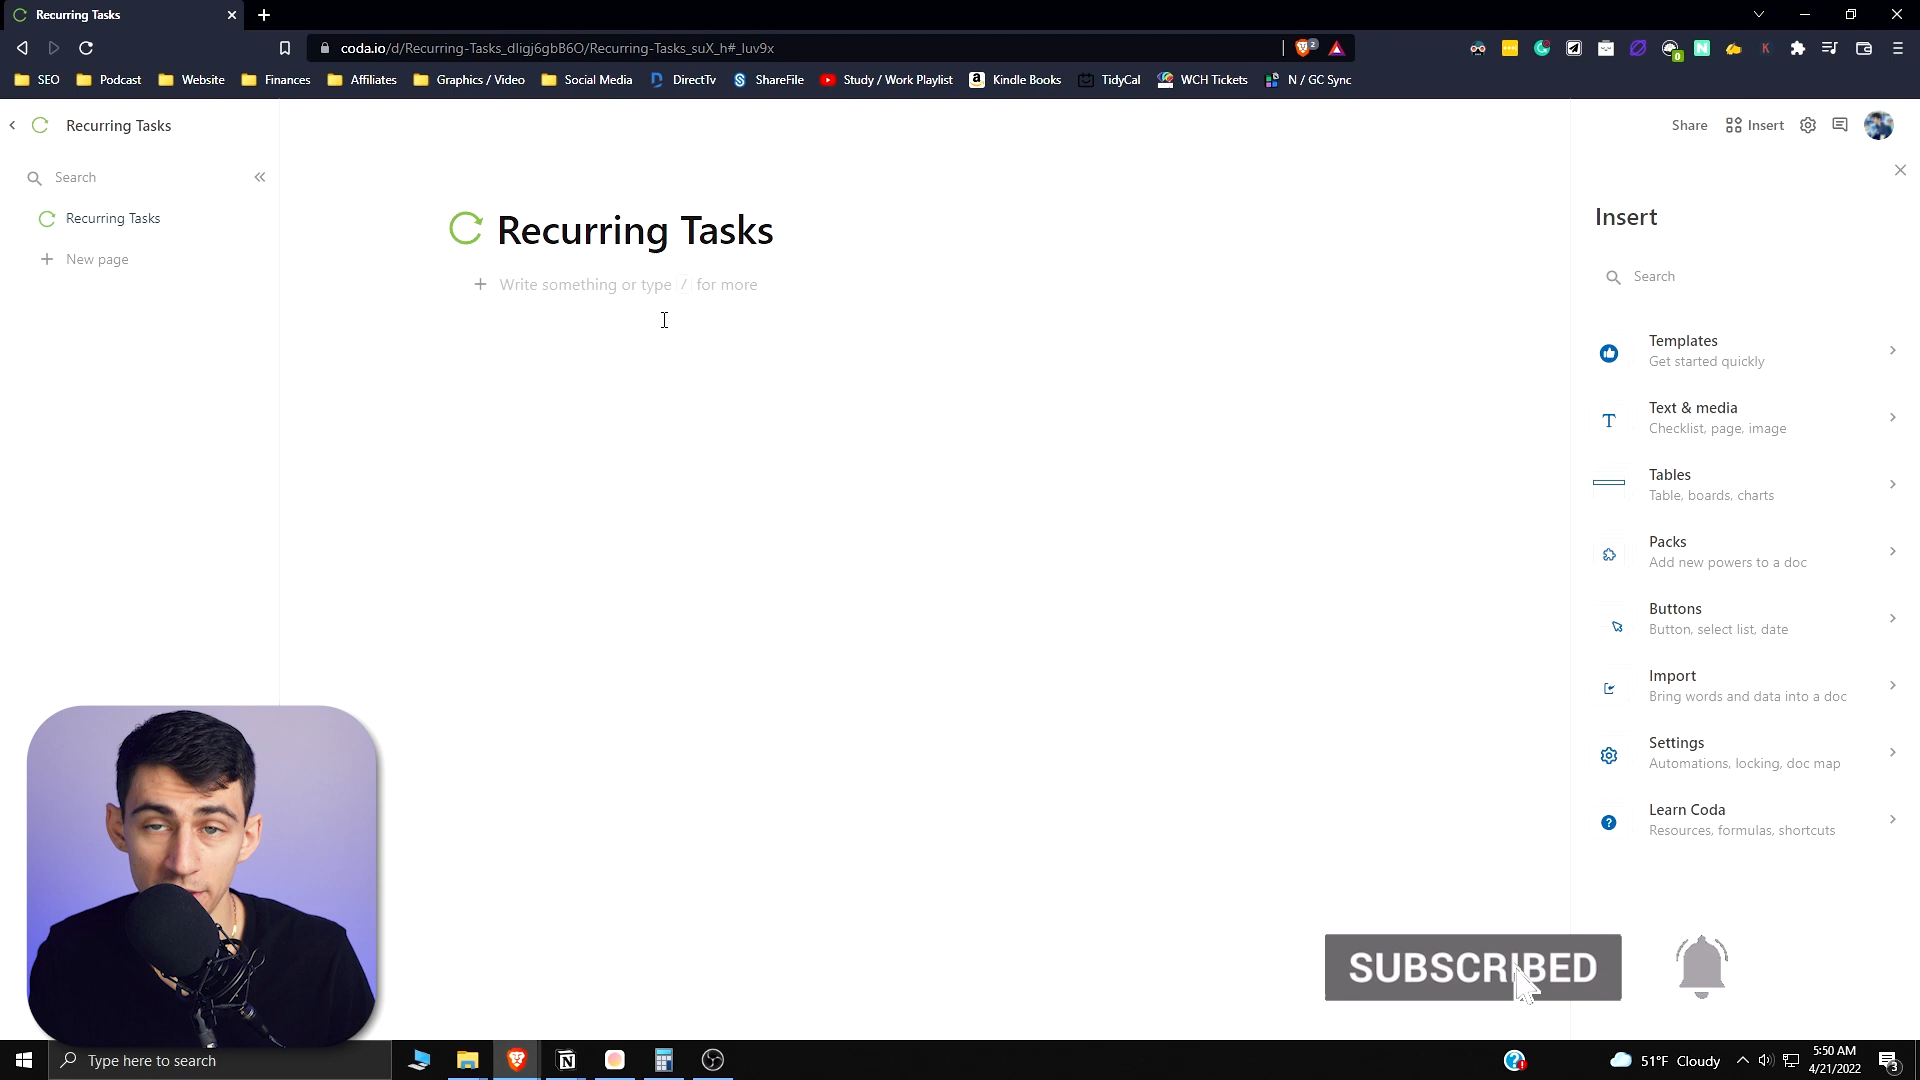 Recurring Tasks
coda.io/d/Recurring-Tasks_dligj6gbB6O/Recurring-Tasks_suX_h#_luv9x
2
0
SEO
Podcast
Website
Finances
Affiliates
Graphics / Video
Social Media
DirectTv
ShareFile
Study / Work Playlist
Kindle Books
TidyCal
WCH Tickets
N / GC Sync
Recurring Tasks
Share
Insert
Search
Recurring Tasks
New page
Recurring Tasks
Write something or type / for more
Insert
Search
Templates
Get started quickly
Text & media
Checklist, page, image
Tables
Table, boards, charts
Packs
Add new powers to a doc
Buttons
Button, select list, date
Import
Bring words and data into a doc
Settings
Automations, locking, doc map
Learn Coda
Resources, formulas, shortcuts
SUBSCRIBED
Type here to search
51°F Cloudy
5:50 AM
4/21/2022
3